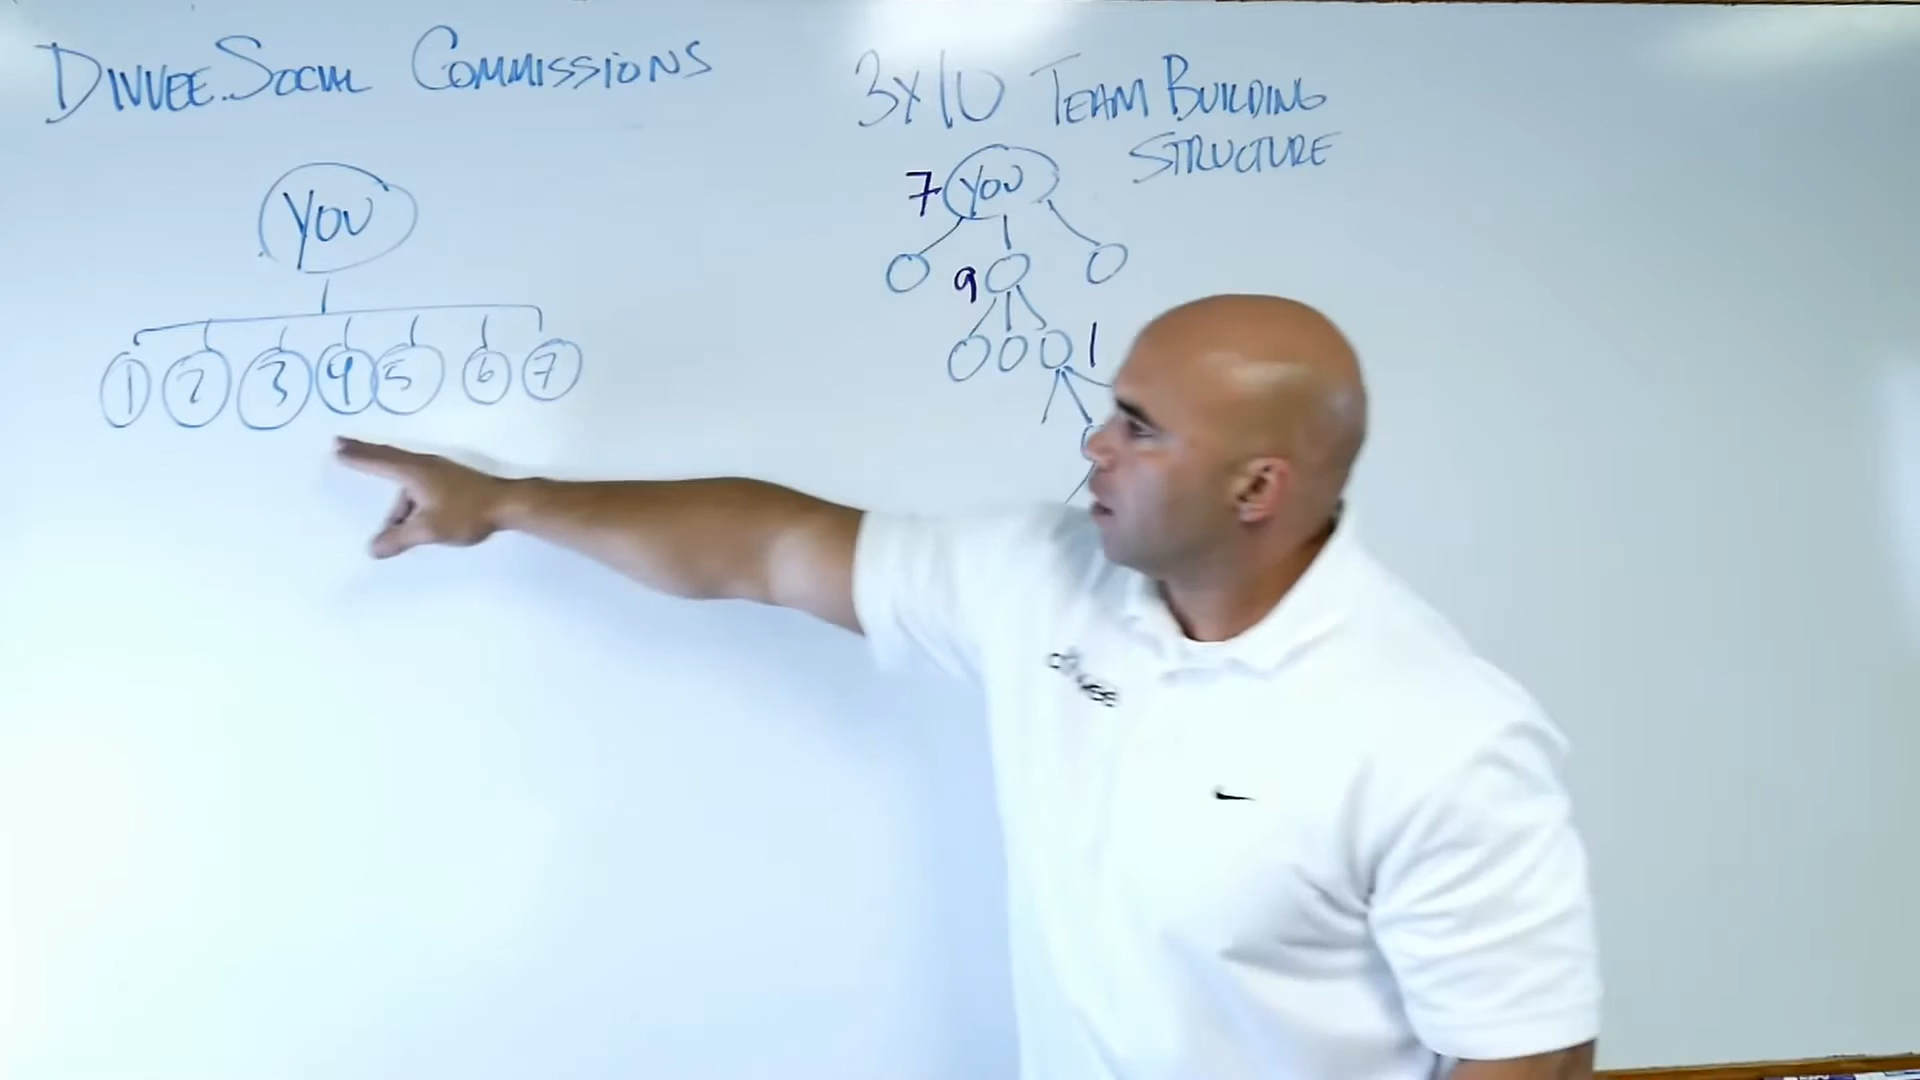 DIVVEE.SOCIAL COMMISSIONS
YOU
1 2 3 4 5 6 7
3x10 TEAM BUILDING
STRUCTURE
7 YOU
9
1
divvee